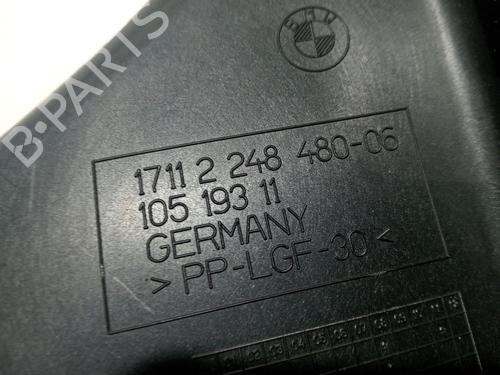 BMW
B-PARTS
1711 2 248 480-06
105 193 11
GERMANY
> PP-LGF-30 <